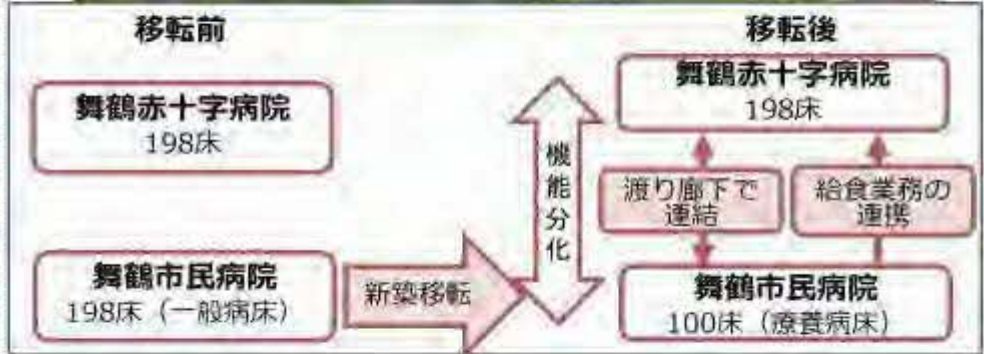 移転前
舞鶴赤十字病院
198床
舞鶴市民病院
198床（一般病床）
新築移転
機能分化
移転後
舞鶴赤十字病院
198床
渡り廊下で
連結
給食業務の
連携
舞鶴市民病院
100床（療養病床）